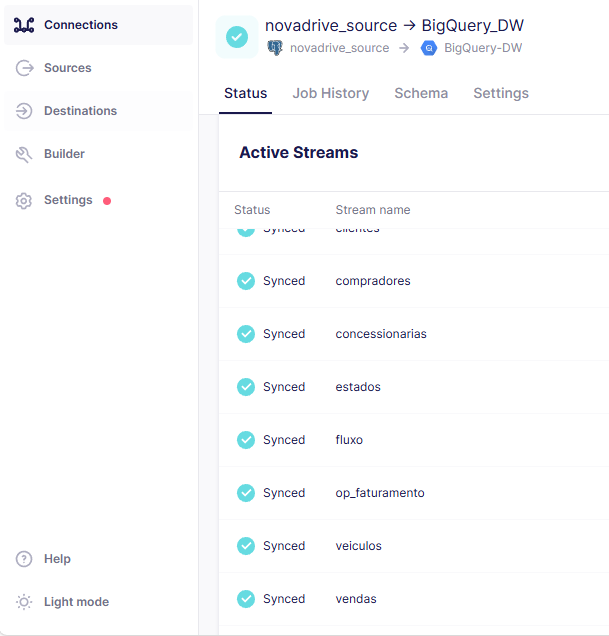 Connections
Sources
Destinations
Builder
Settings
Help
Light mode
novadrive_source → BigQuery_DW
novadrive_source → BigQuery-DW
Status Job History Schema Settings
Active Streams
Status Stream name
Synced clientes
Synced compradores
Synced concessionarias
Synced estados
Synced fluxo
Synced op_faturamento
Synced veiculos
Synced vendas